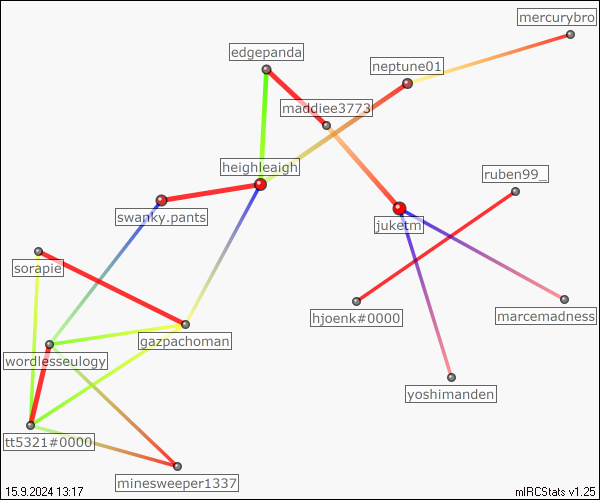 mercurybro
edgepanda
neptune01
maddiee3773
heighleaigh
ruben99_
swanky.pants
juketm
sorapie
hjoenk#0000
marcemadness
gazpachoman
wordlesseulogy
yoshimanden
tt5321#0000
minesweeper1337
15.9.2024 13:17
mIRCStats v1.25